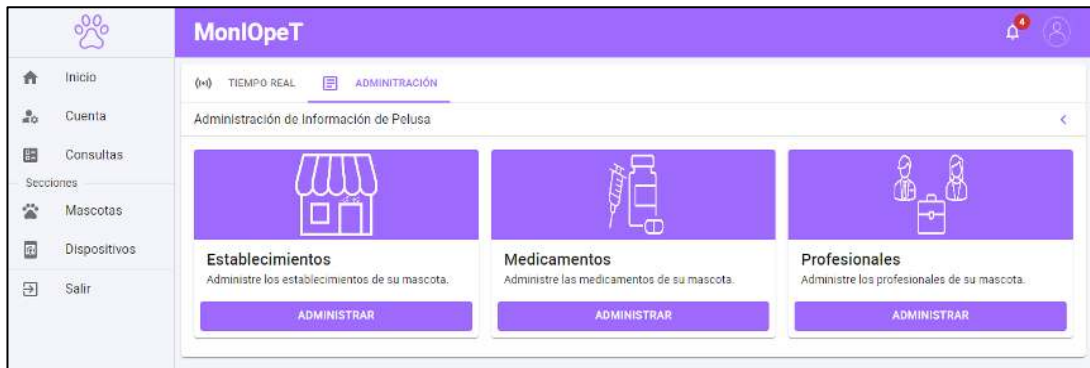 MonIOpeT
4
Inicio
Cuenta
Consultas
Secciones
Mascotas
Dispositivos
Salir
TIEMPO REAL
ADMINITRACIÓN
Administración de Información de Pelusa
Establecimientos
Administre los establecimientos de su mascota.
ADMINISTRAR
Medicamentos
Administre las medicamentos de su mascota.
ADMINISTRAR
Profesionales
Administre los profesionales de su mascota.
ADMINISTRAR